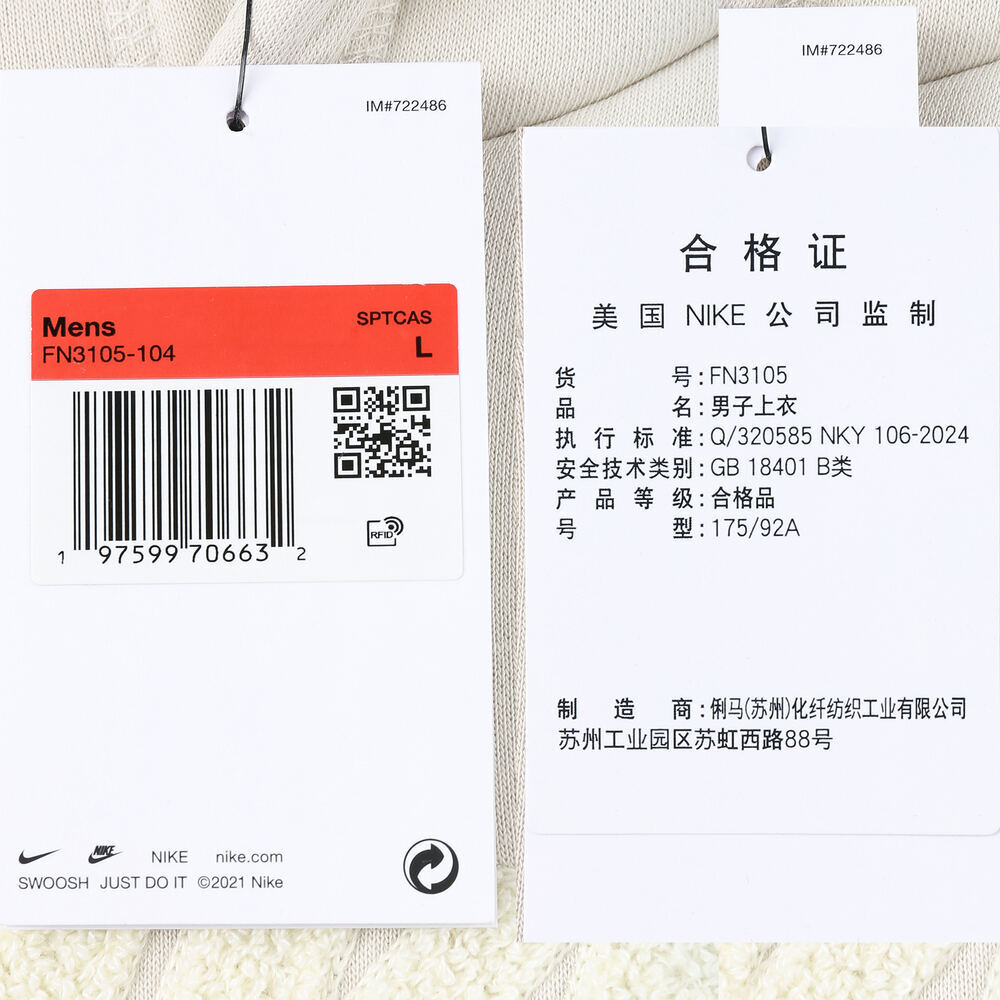 IM#722486
Mens
SPTCAS
FN3105-104
L
RFID
1 97599 70663 2
NIKE
NIKE nike.com
SWOOSH JUST DO IT ©2021 Nike
IM#722486
合格证
美国 NIKE 公司监制
货号:FN3105
品名:男子上衣
执行标准:Q/320585 NKY 106-2024
安全技术类别:GB 18401 B类
产品等级:合格品
号型:175/92A
制造商:俐马(苏州)化纤纺织工业有限公司
苏州工业园区苏虹西路88号